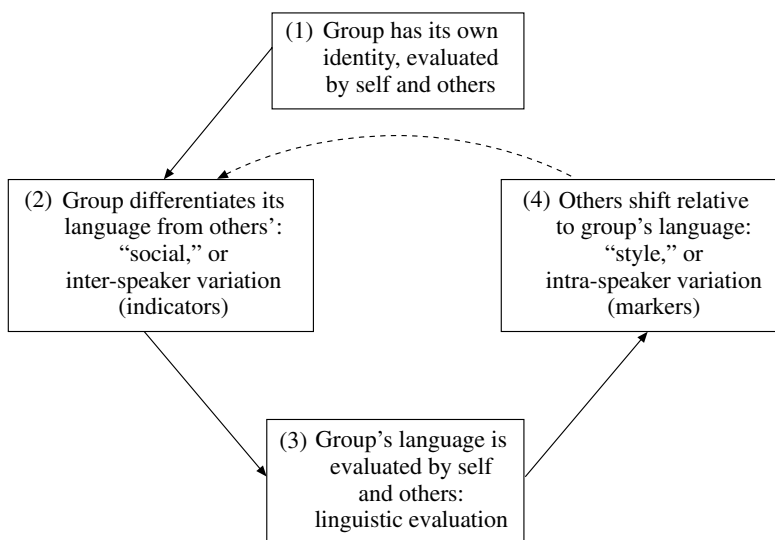 (1) Group has its own
identity, evaluated
by self and others
(2) Group differentiates its
language from others’:
“social,” or
inter-speaker variation
(indicators)
(4) Others shift relative
to group’s language:
“style,” or
intra-speaker variation
(markers)
(3) Group’s language is
evaluated by self
and others:
linguistic evaluation